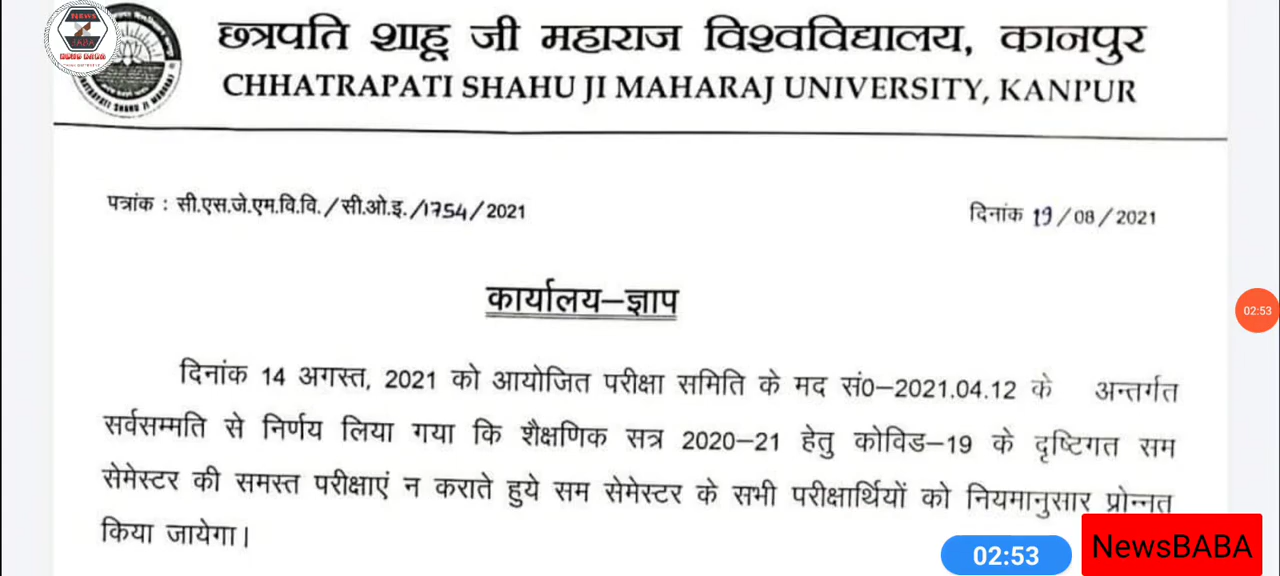 छत्रपति शाहू जी महाराज विश्वविद्यालय, कानपुर
CHHATRAPATI SHAHU JI MAHARAJ UNIVERSITY, KANPUR
पत्रांक : सी.एस.जे.एम.वि.वि./सी.ओ.इ./1754/2021 दिनांक 19/08/2021
कार्यालय–ज्ञाप
दिनांक 14 अगस्त, 2021 को आयोजित परीक्षा समिति के मद सं0–2021.04.12 के अन्तर्गत
सर्वसम्मति से निर्णय लिया गया कि शैक्षणिक सत्र 2020–21 हेतु कोविड–19 के दृष्टिगत सम
सेमेस्टर की समस्त परीक्षाएं न कराते हुये सम सेमेस्टर के सभी परीक्षार्थियों को नियमानुसार प्रोन्नत
किया जायेगा।
02:53
02:53
NewsBABA